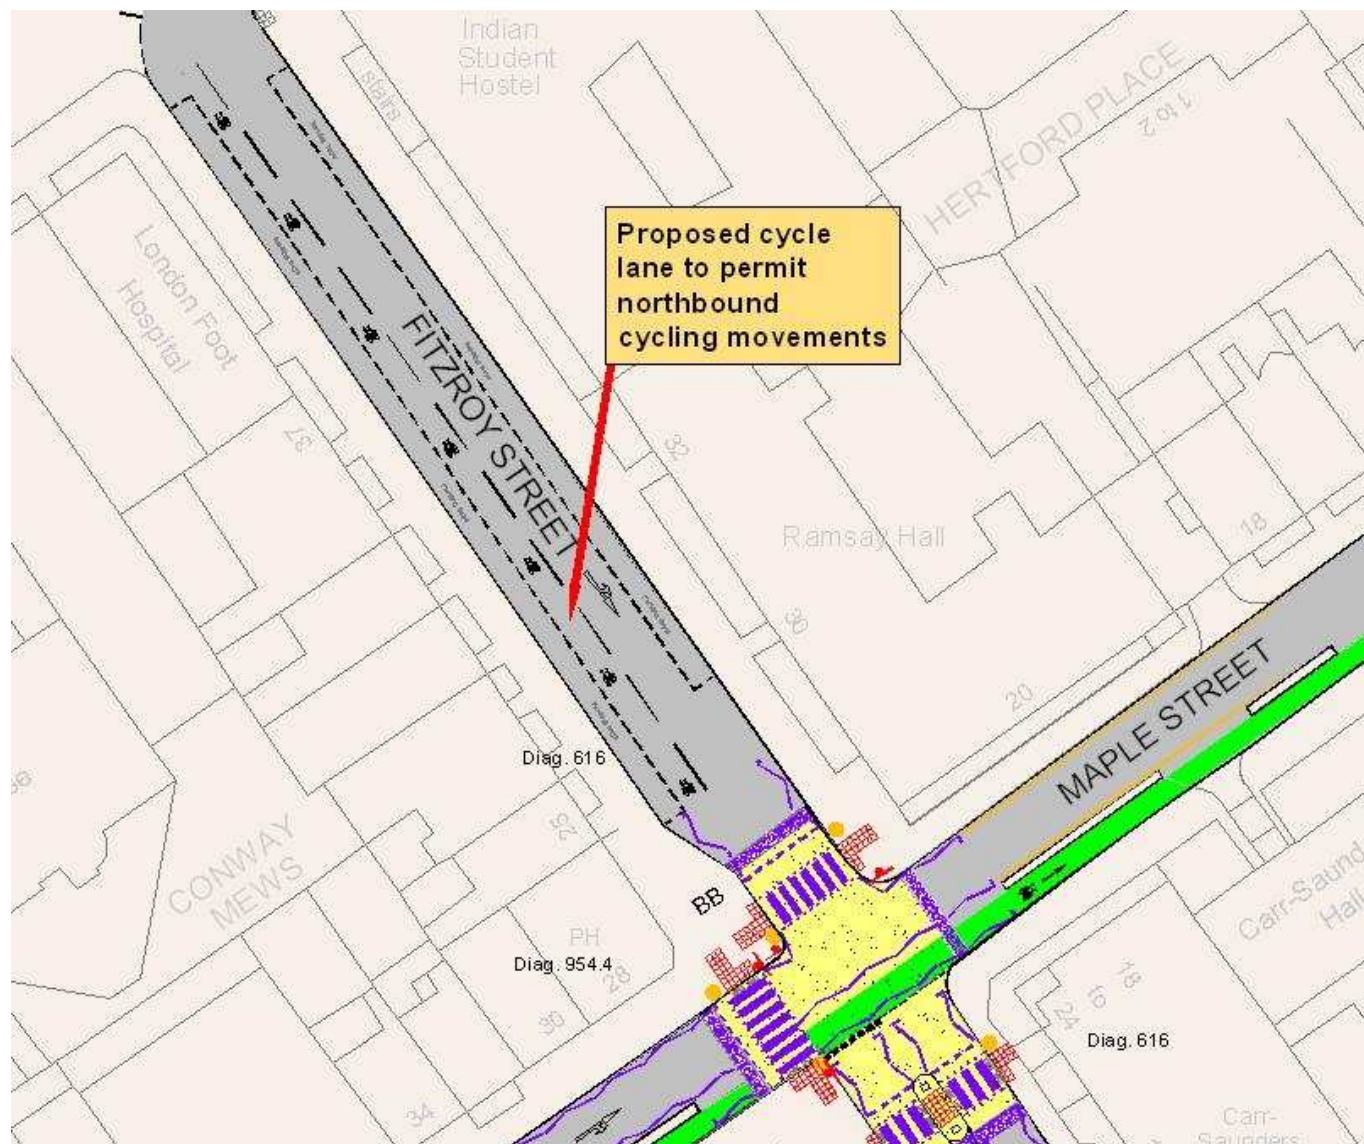 Indian
Student
Hostel
stairs
HERTFORD PLACE
1 to 2
Proposed cycle
lane to permit
northbound
cycling movements
London Foot
Hospital
FITZROY STREET
37
32
Ramsay Hall
18
30
20
MAPLE STREET
Diag. 616
25
CONWAY
MEWS
BB
Carr-Saund
Hall
PH
Diag. 954.4
28
30
18
16
24
Diag. 616
34
Carr-
Saunders